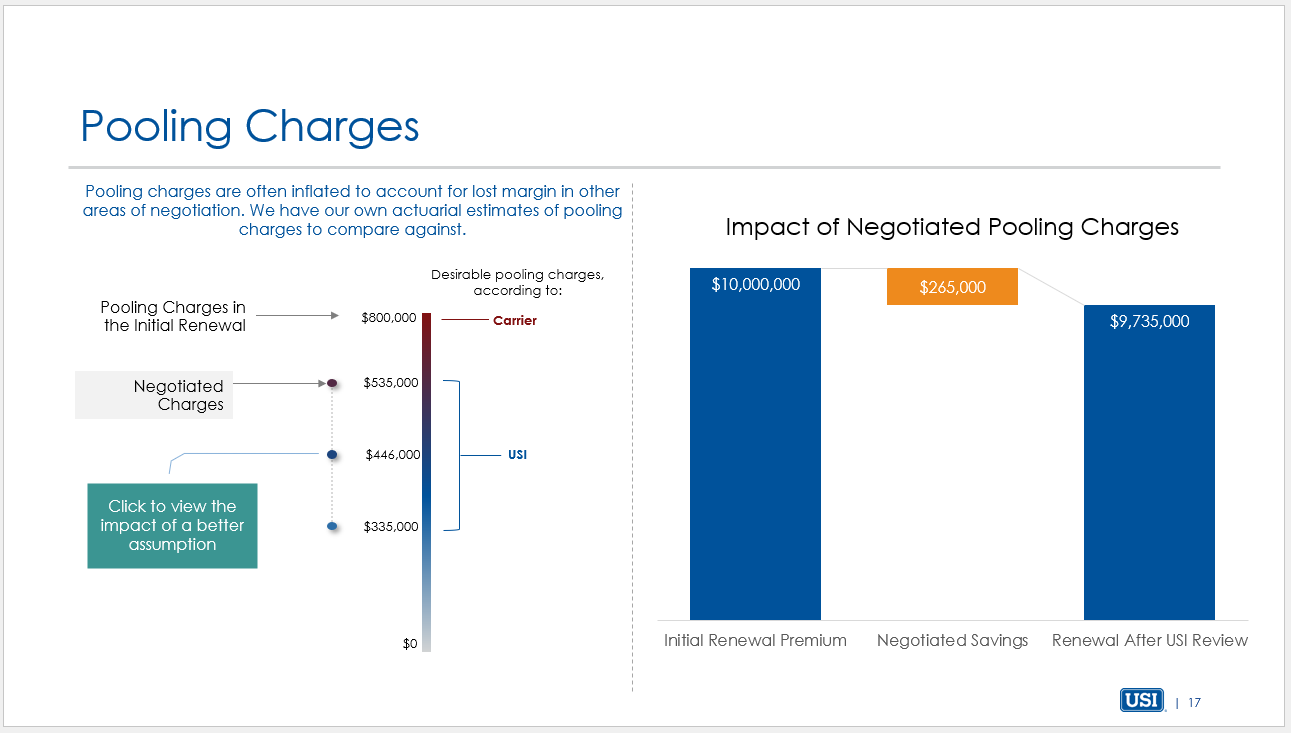 Pooling Charges
Pooling charges are often inflated to account for lost margin in other
areas of negotiation. We have our own actuarial estimates of pooling
charges to compare against.
Desirable pooling charges,
according to:
Pooling Charges in
the Initial Renewal
$800,000
Carrier
Negotiated
Charges
$535,000
$446,000
USI
Click to view the
impact of a better
assumption
$335,000
$0
Impact of Negotiated Pooling Charges
$10,000,000
$265,000
$9,735,000
Initial Renewal Premium
Negotiated Savings
Renewal After USI Review
USI
| 17